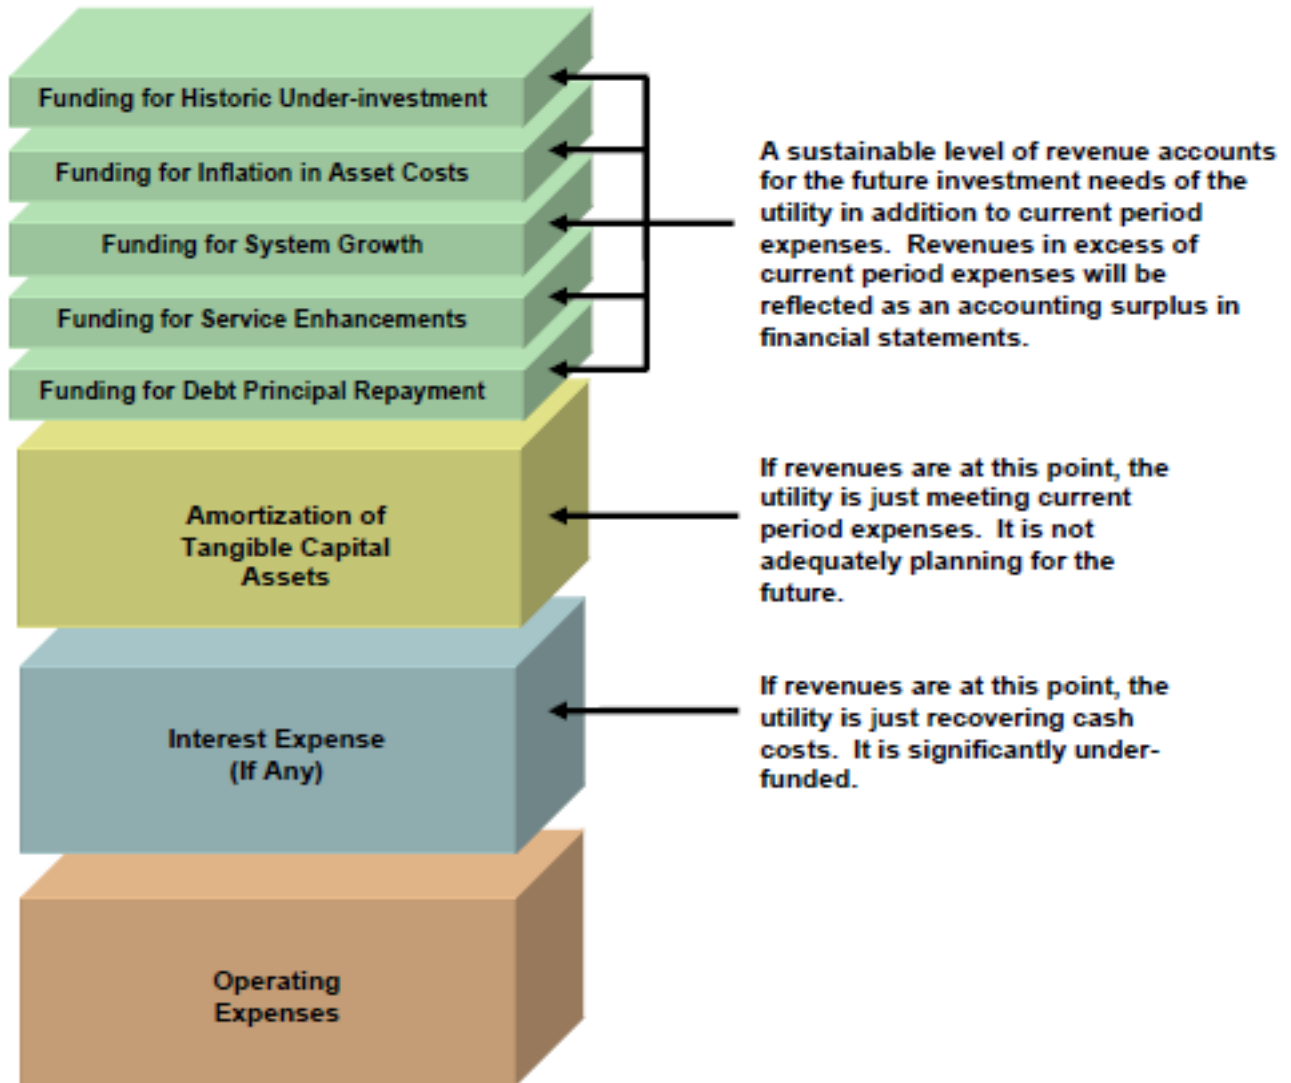 Funding for Historic Under-investment
Funding for Inflation in Asset Costs
Funding for System Growth
Funding for Service Enhancements
Funding for Debt Principal Repayment
Amortization of
Tangible Capital
Assets
Interest Expense
(If Any)
Operating
Expenses
A sustainable level of revenue accounts
for the future investment needs of the
utility in addition to current period
expenses.  Revenues in excess of
current period expenses will be
reflected as an accounting surplus in
financial statements.
If revenues are at this point, the
utility is just meeting current
period expenses.  It is not
adequately planning for the
future.
If revenues are at this point, the
utility is just recovering cash
costs.  It is significantly under-
funded.